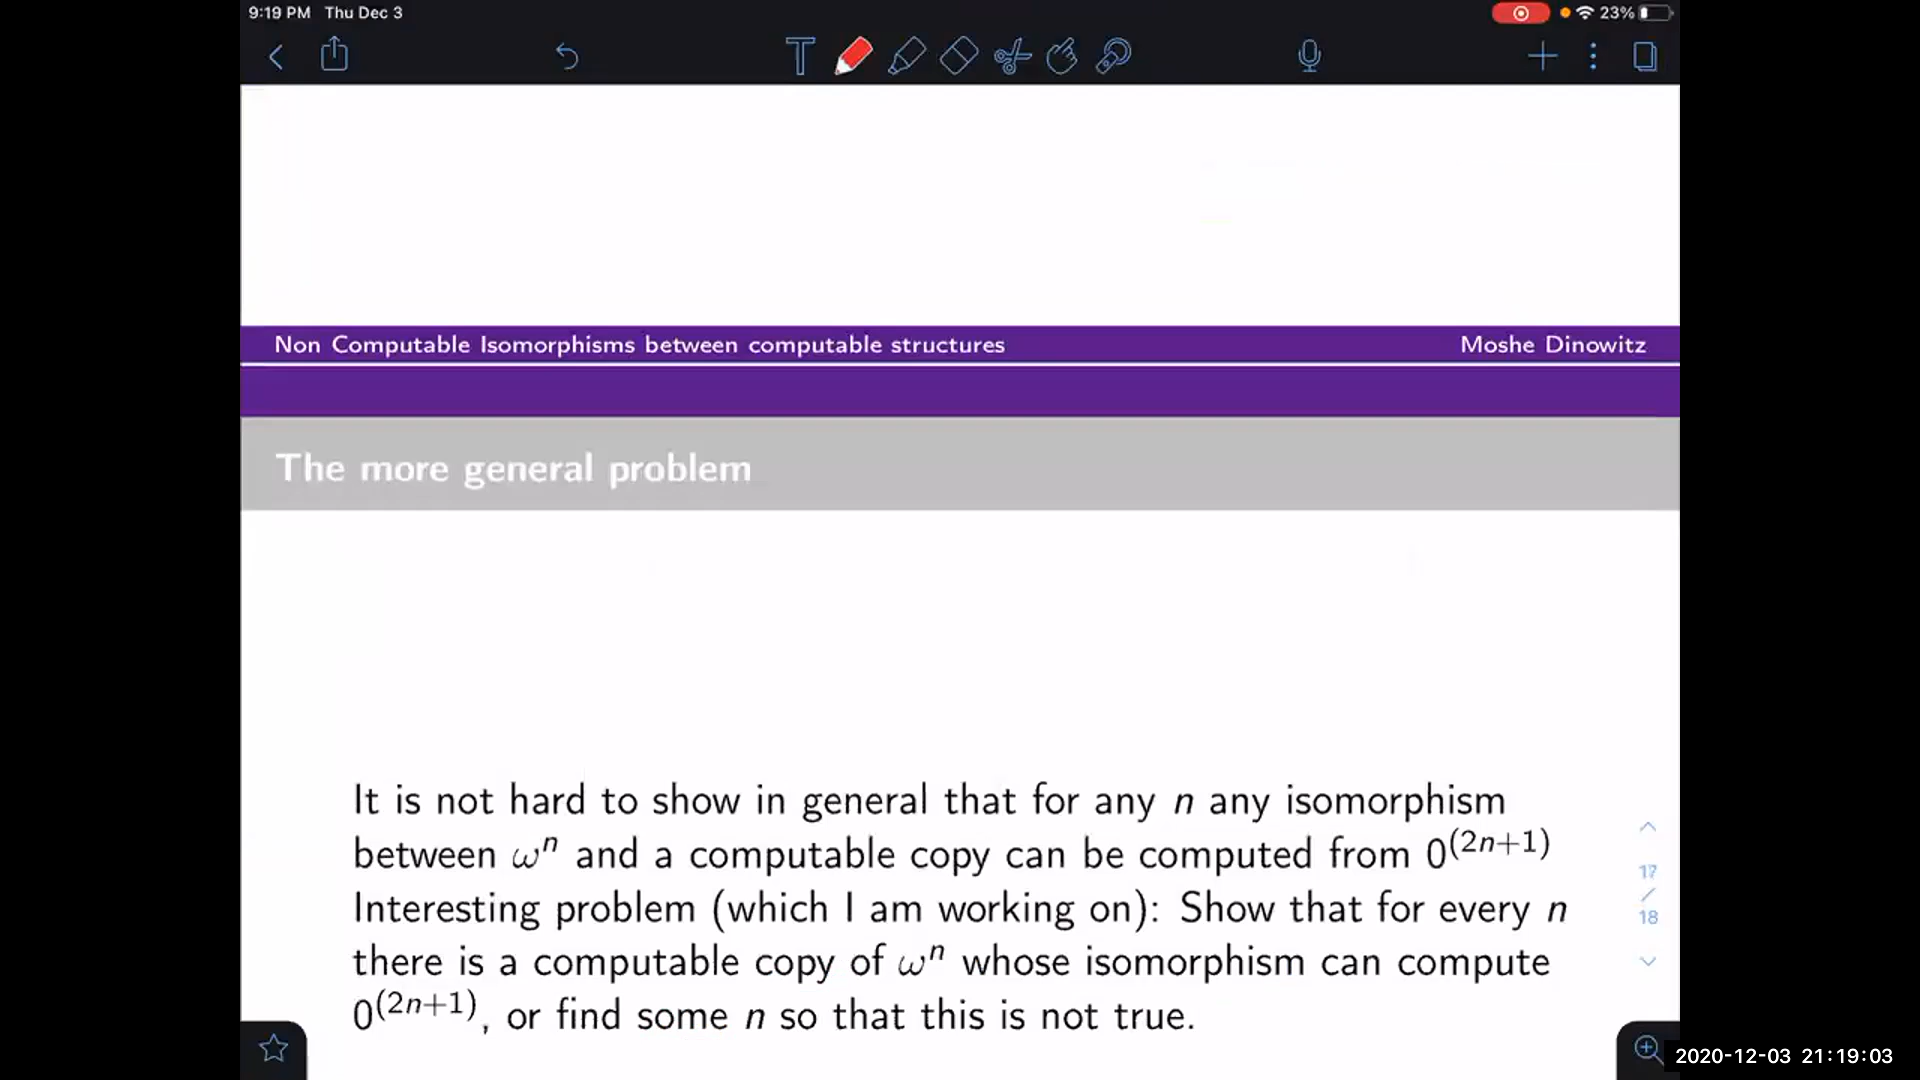 9:19 PM Thu Dec 3
23%
Non Computable Isomorphisms between computable structures Moshe Dinowitz
The more general problem
It is not hard to show in general that for any n any isomorphism
between ωⁿ and a computable copy can be computed from 0⁽²ⁿ⁺¹⁾
Interesting problem (which I am working on): Show that for every n
there is a computable copy of ωⁿ whose isomorphism can compute
0⁽²ⁿ⁺¹⁾, or find some n so that this is not true.
17
/
18
2020-12-03 21:19:03